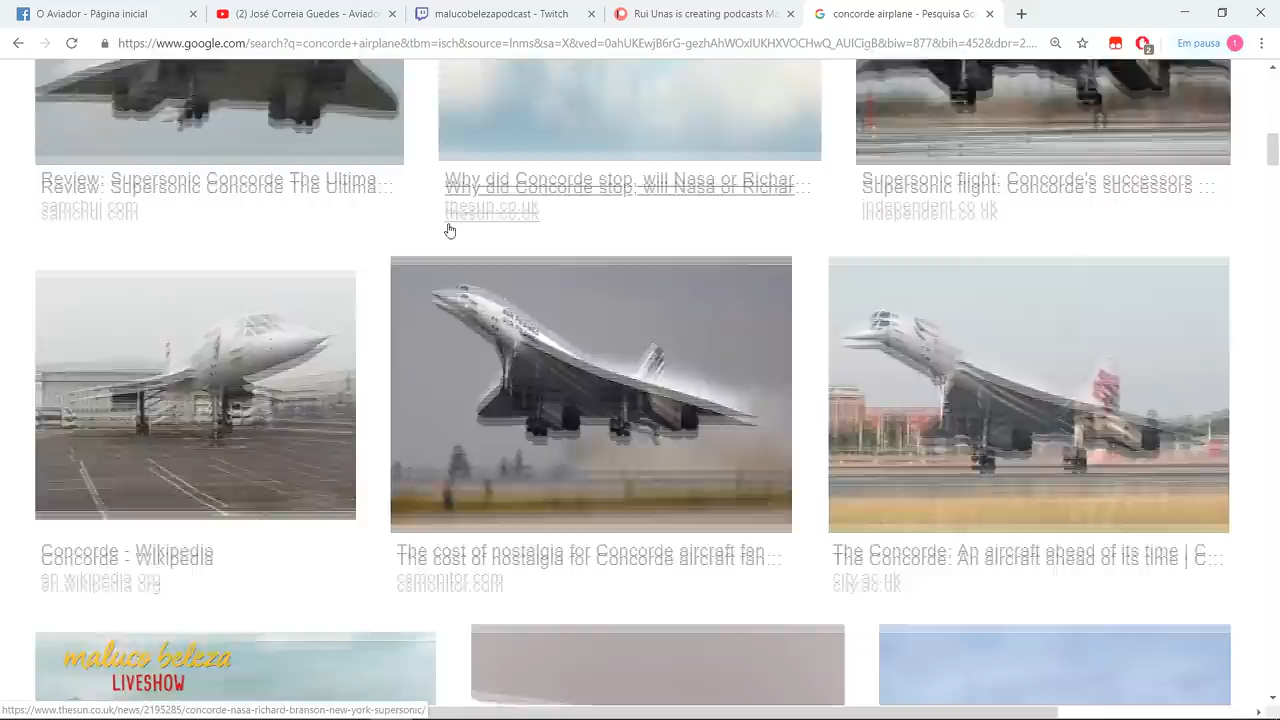 O Aviador - Página inicial
(2) José Correia Guedes - Aviado
malucobelezapodcast - Twitch
Rui Unas is creating podcasts Ma
concorde airplane - Pesquisa Go
https://www.google.com/search?q=concorde+airplane&tbm=isch&source=lnms&sa=X&ved=0ahUKEwjB6rG-gezhAhWOxIUKHXVOCHwQ_AUICigB&biw=877&bih=452&dpr=2....
2
Em pausa
t
Review: Supersonic Concorde The Ultima...
samchui.com
Why did Concorde stop, will Nasa or Richar...
thesun.co.uk
Supersonic flight: Concorde's successors ...
independent.co.uk
Concorde - Wikipedia
en.wikipedia.org
The cost of nostalgia for Concorde aircraft fan...
csmonitor.com
The Concorde: An aircraft ahead of its time | C...
city.ac.uk
maluco beleza
LIVESHOW
https://www.thesun.co.uk/news/2195285/concorde-nasa-richard-branson-new-york-supersonic/